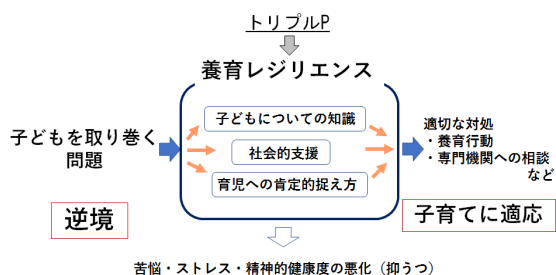 トリプルP
養育レジリエンス
子どもについての知識
社会的支援
育児への肯定的捉え方
子どもを取り巻く
問題
逆境
適切な対処
・養育行動
・専門機関への相談
など
子育てに適応
苦悩・ストレス・精神的健康度の悪化（抑うつ）